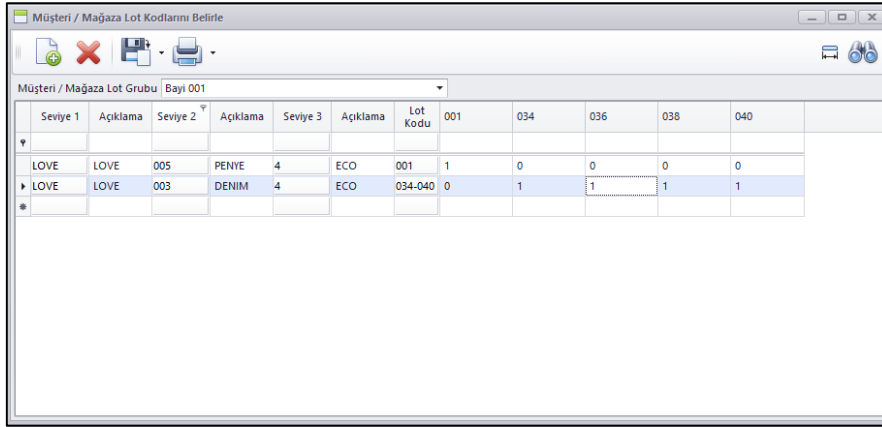 Müşteri / Mağaza Lot Kodlarını Belirle
Müşteri / Mağaza Lot Grubu Bayi 001
Seviye 1 Açıklama Seviye 2 Açıklama Seviye 3 Açıklama Lot Kodu 001 034 036 038 040
LOVE LOVE 005 PENYE 4 ECO 001 1 0 0 0 0
LOVE LOVE 003 DENIM 4 ECO 034-040 0 1 1 1 1